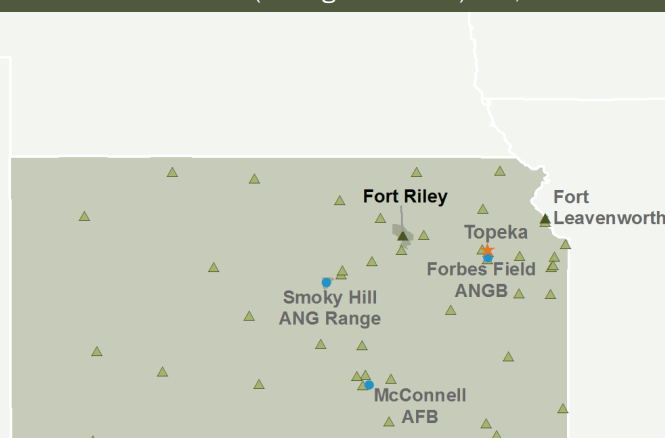 Fort Riley
Fort
Leavenworth
Topeka
Forbes Field
ANGB
Smoky Hill
ANG Range
McConnell
AFB